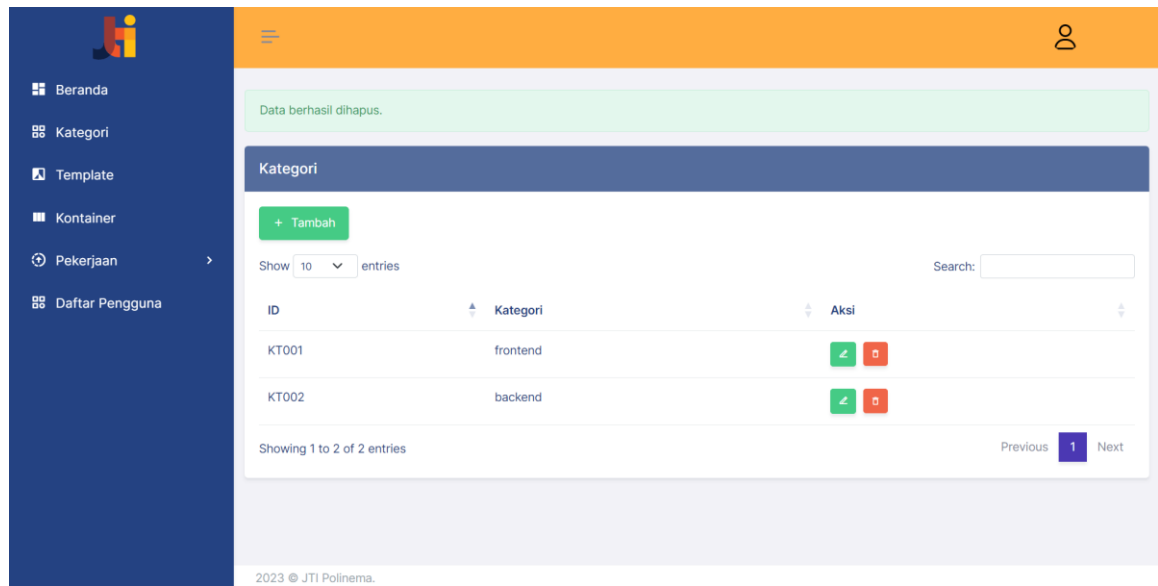 JTI
Beranda
Kategori
Template
Kontainer
Pekerjaan
Daftar Pengguna
Data berhasil dihapus.
Kategori
+ Tambah
Show 10 entries
Search:
ID Kategori Aksi
KT001 frontend
KT002 backend
Showing 1 to 2 of 2 entries
Previous 1 Next
2023 © JTI Polinema.